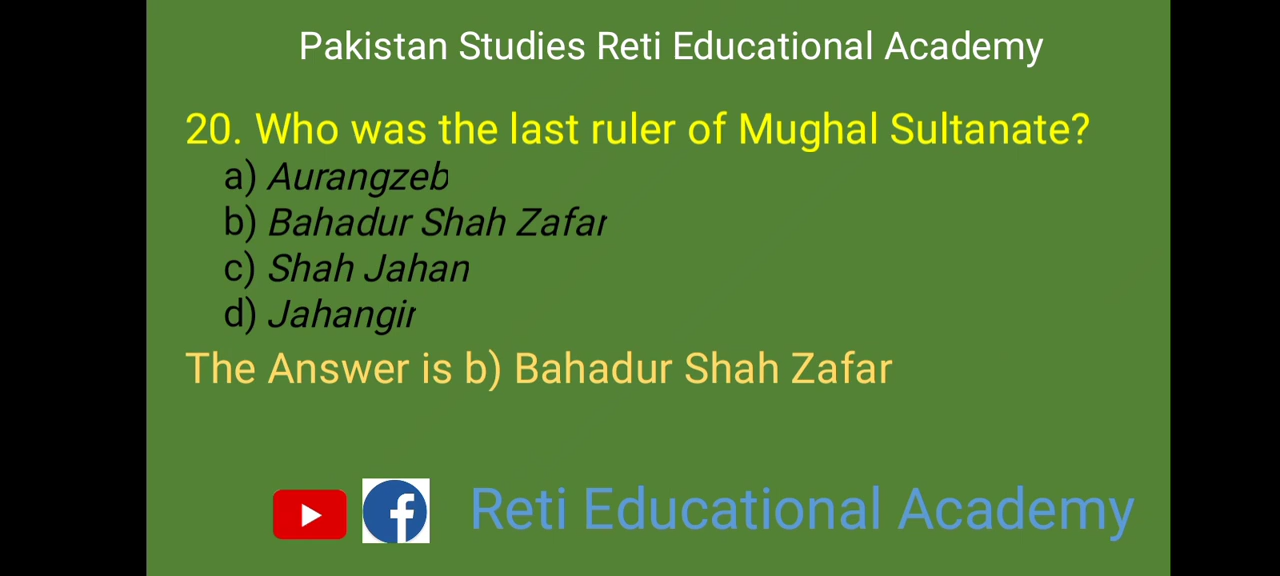 Pakistan Studies Reti Educational Academy
20. Who was the last ruler of Mughal Sultanate?
a) Aurangzeb
b) Bahadur Shah Zafar
c) Shah Jahan
d) Jahangir
The Answer is b) Bahadur Shah Zafar
Reti Educational Academy